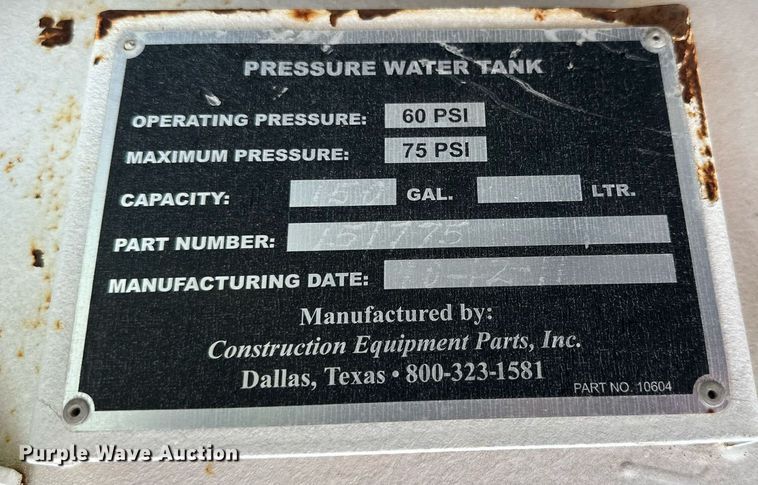 PRESSURE WATER TANK
OPERATING PRESSURE: 60 PSI
MAXIMUM PRESSURE: 75 PSI
CAPACITY: GAL. LTR.
PART NUMBER: 151775
MANUFACTURING DATE:
Manufactured by:
Construction Equipment Parts, Inc.
Dallas, Texas • 800-323-1581
PART NO. 10604
Purple Wave Auction